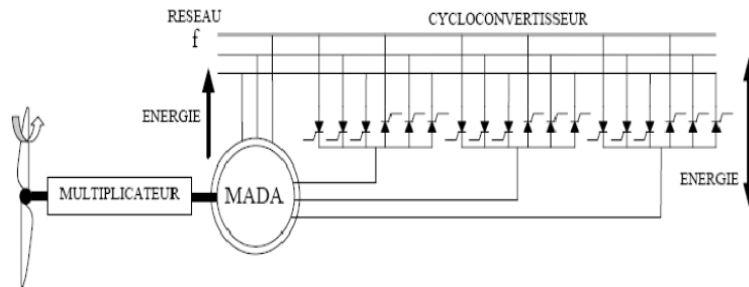 RESEAU
f
CYCLOCONVERTISSEUR
ENERGIE
ENERGIE
MULTIPLICATEUR
MADA